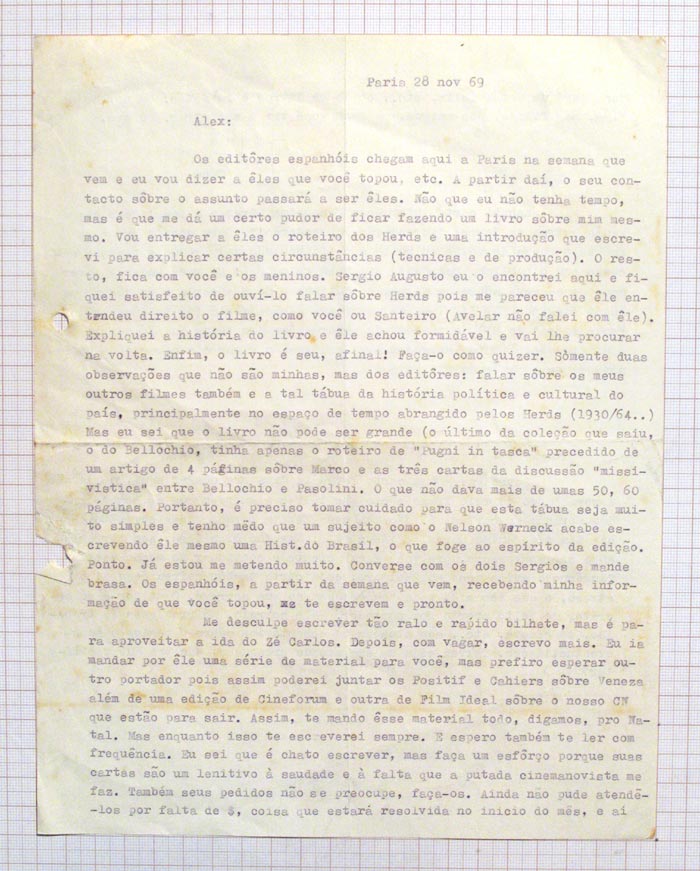 Paris 28 nov 69
Alex:
Os editôres espanhóis chegam aqui a Paris na semana que
vem e eu vou dizer a êles que você topou, etc. A partir daí, o seu con-
tacto sôbre o assunto passará a ser êles. Não que eu não tenha tempo,
mas é que me dá um certo pudor de ficar fazendo um livro sôbre mim mes-
mo. Vou entregar a êles o roteiro dos Herds e uma introdução que escre-
vi para explicar certas circunstâncias (tecnicas e de produção). O res-
to, fica com você e os meninos. Sergio Augusto eu o encontrei aqui e fi-
quei satisfeito de ouví-lo falar sôbre Herds pois me pareceu que êle en-
tendeu direito o filme, como você ou Santeiro (Avelar não falei com êle).
Expliquei a história do livro e êle achou formidável e vai lhe procurar
na volta. Enfim, o livro é seu, afinal! Faça-o como quizer. Sòmente duas
observações que não são minhas, mas dos editôres: falar sôbre os meus
outros filmes também e a tal tábua da história política e cultural do
país, principalmente no espaço de tempo abrangido pelos Herds (1930/64..)
Mas eu sei que o livro não pode ser grande (o último da coleção que saiu,
o do Bellochio, tinha apenas o roteiro de "Pugni in tasca" precedido de
um artigo de 4 páginas sôbre Marco e as três cartas da discussão "missi-
vistica" entre Bellochio e Pasolini. O que não dava mais de umas 50, 60
páginas. Portanto, é preciso tomar cuidado para que esta tábua seja mui-
to simples e tenho mêdo que um sujeito como o Nelson Werneck acabe es-
crevendo êle mesmo uma Hist.do Brasil, o que foge ao espírito da edição.
Ponto. Já estou me metendo muito. Converse com os dois Sergios e mande
brasa. Os espanhóis, a partir da semana que vem, recebendo minha infor-
mação de que você topou, te escrevem e pronto.
Me desculpe escrever tão ralo e rapido bilhete, mas é pa-
ra aproveitar a ida do Zé Carlos. Depois, com vagar, escrevo mais. Eu ia
mandar por êle uma série de material para você, mas prefiro esperar ou-
tro portador pois assim poderei juntar os Positif e Cahiers sôbre Veneza
além de uma edição de Cineforum e outra de Film Ideal sôbre o nosso CN
que estão para sair. Assim, te mando êsse material todo, digamos, pro Na-
tal. Mas enquanto isso te escreverei sempre. E espero também te ler com
frequência. Eu sei que é chato escrever, mas faça um esfôrço porque suas
cartas são um lenitivo à saudade e à falta que a putada cinemanovista me
faz. Também seus pedidos não se preocupe, faça-os. Ainda não pude atendê-
-los por falta de $, coisa que estará resolvida no inicio do mês, e aí